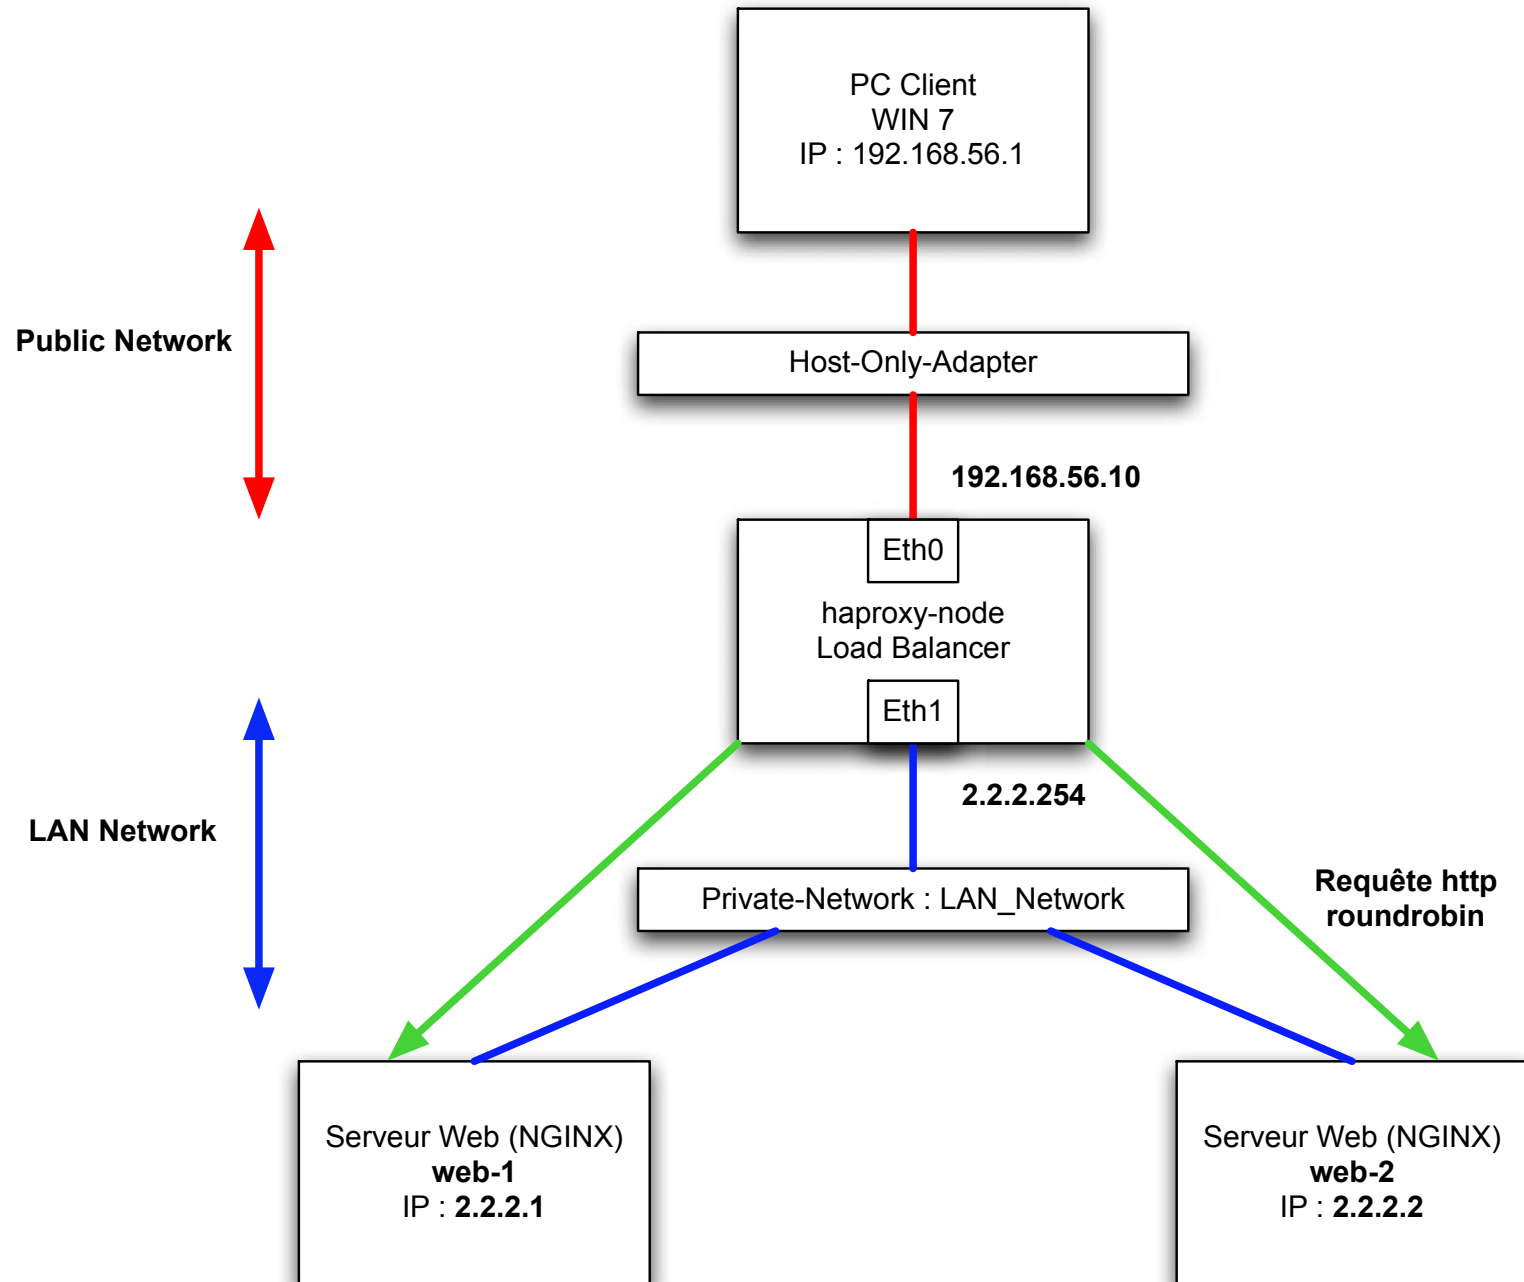 PC Client
WIN 7
IP : 192.168.56.1
Public Network
Host-Only-Adapter
192.168.56.10
Eth0
haproxy-node
Load Balancer
Eth1
2.2.2.254
LAN Network
Private-Network : LAN_Network
Requête http
roundrobin
Serveur Web (NGINX)
web-1
IP : 2.2.2.1
Serveur Web (NGINX)
web-2
IP : 2.2.2.2